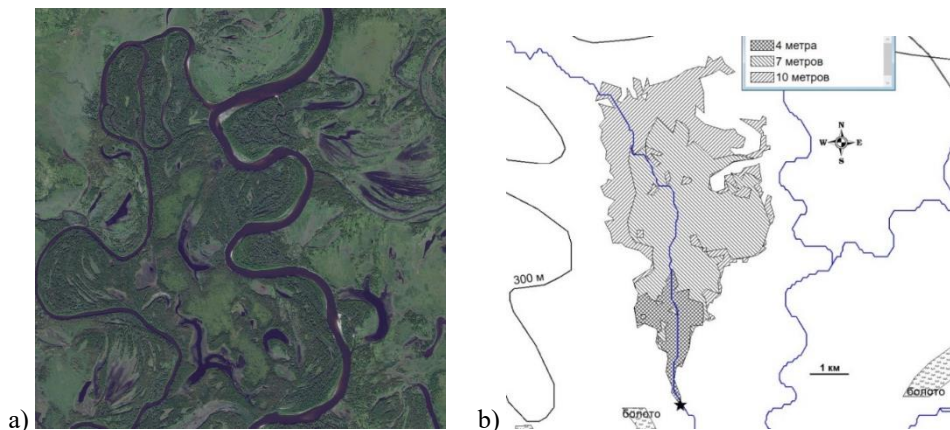 a)
b)
4 метра
7 метров
10 метров
N
W E
S
300 м
1 км
болото
болото